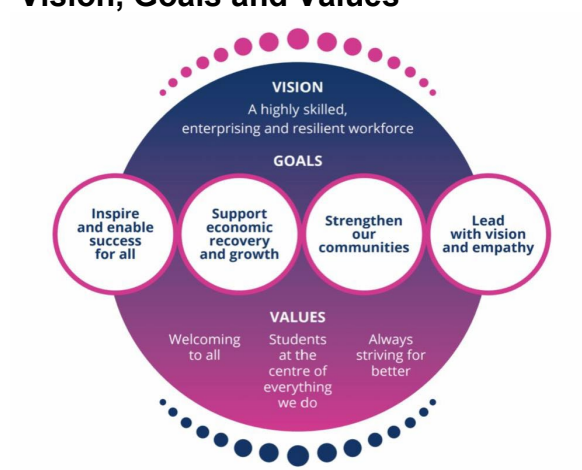 Vision, Goals and Values
VISION
A highly skilled,
enterprising and resilient workforce
GOALS
Inspire
and enable
success
for all
Support
economic
recovery
and growth
Strengthen
our
communities
Lead
with vision
and empathy
VALUES
Welcoming
to all
Students
at the
centre of
everything
we do
Always
striving for
better